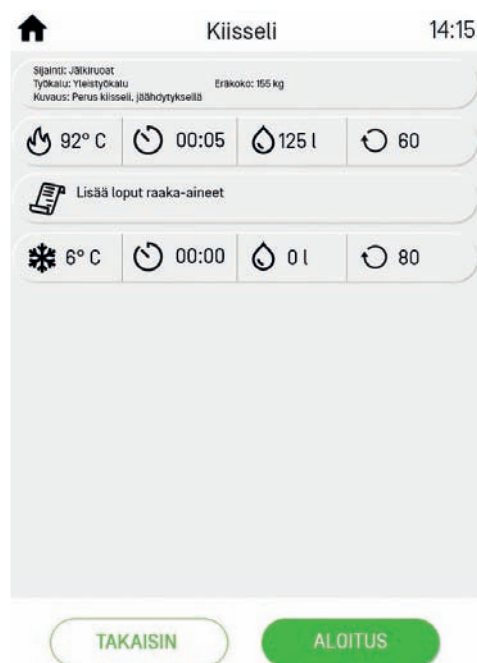 Kiisseli
14:15
Sijainti: Jälkiruoat
Työkalu: Yleistyökalu Eräkoko: 155 kg
Kuvaus: Perus kiisseli, jäähdytyksellä
92° C 00:05 125 l 60
Lisää loput raaka-aineet
6° C 00:00 0 l 80
TAKAISIN ALOITUS